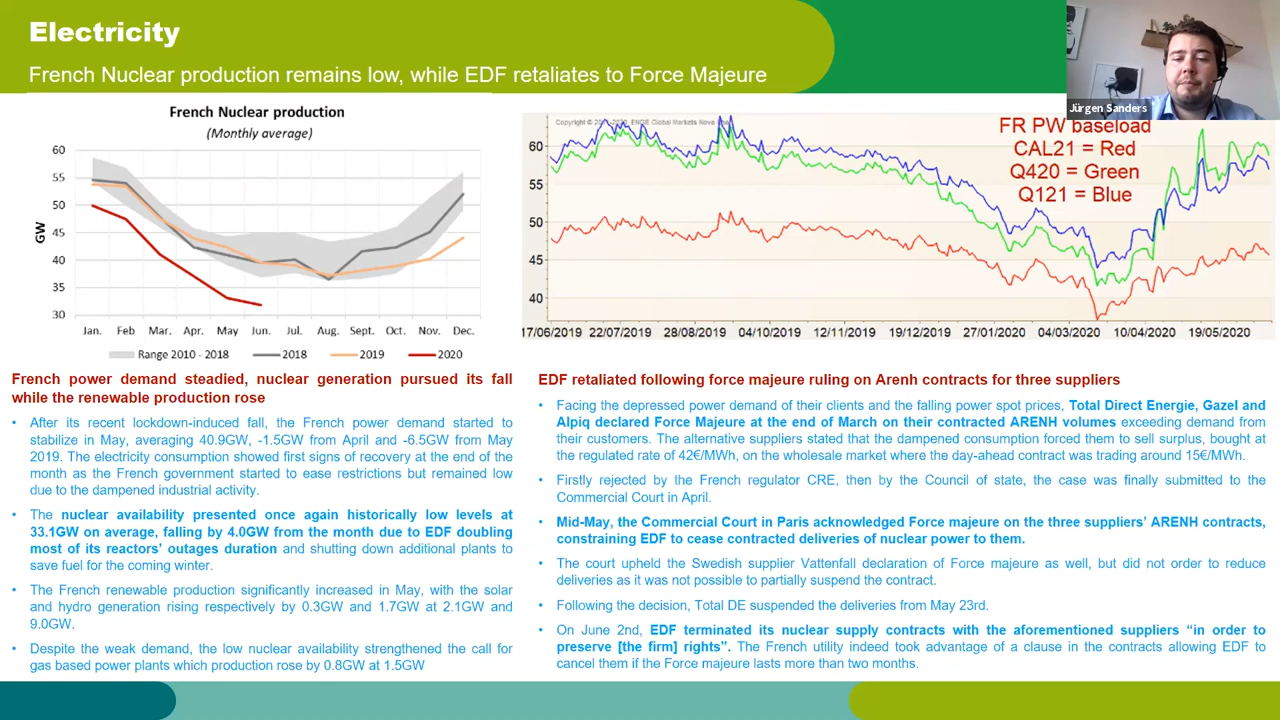 Electricity
French Nuclear production remains low, while EDF retaliates to Force Majeure
Jürgen Sanders
French Nuclear production
(Monthly average)
GW
60
55
50
45
40
35
30
Jan. Feb Mar. Apr. May Jun. Jul. Aug. Sept. Oct. Nov. Dec.
Range 2010 - 2018 2018 2019 2020
ENGIE Global Markets
FR PW baseload
CAL21 = Red
Q420 = Green
Q121 = Blue
60
55
50
45
40
17/06/2019 22/07/2019 28/08/2019 04/10/2019 12/11/2019 19/12/2019 27/01/2020 04/03/2020 10/04/2020 19/05/2020
French power demand steadied, nuclear generation pursued its fall
while the renewable production rose
• After its recent lockdown-induced fall, the French power demand started to
stabilize in May, averaging 40.9GW, -1.5GW from April and -6.5GW from May
2019. The electricity consumption showed first signs of recovery at the end of the
month as the French government started to ease restrictions but remained low
due to the dampened industrial activity.
• The nuclear availability presented once again historically low levels at
33.1GW on average, falling by 4.0GW from the month due to EDF doubling
most of its reactors' outages duration and shutting down additional plants to
save fuel for the coming winter.
• The French renewable production significantly increased in May, with the solar
and hydro generation rising respectively by 0.3GW and 1.7GW at 2.1GW and
9.0GW.
• Despite the weak demand, the low nuclear availability strengthened the call for
gas based power plants which production rose by 0.8GW at 1.5GW
EDF retaliated following force majeure ruling on Arenh contracts for three suppliers
• Facing the depressed power demand of their clients and the falling power spot prices, Total Direct Energie, Gazel and
Alpiq declared Force Majeure at the end of March on their contracted ARENH volumes exceeding demand from
their customers. The alternative suppliers stated that the dampened consumption forced them to sell surplus, bought at
the regulated rate of 42€/MWh, on the wholesale market where the day-ahead contract was trading around 15€/MWh.
• Firstly rejected by the French regulator CRE, then by the Council of state, the case was finally submitted to the
Commercial Court in April.
• Mid-May, the Commercial Court in Paris acknowledged Force majeure on the three suppliers' ARENH contracts,
constraining EDF to cease contracted deliveries of nuclear power to them.
• The court upheld the Swedish supplier Vattenfall declaration of Force majeure as well, but did not order to reduce
deliveries as it was not possible to partially suspend the contract.
• Following the decision, Total DE suspended the deliveries from May 23rd.
• On June 2nd, EDF terminated its nuclear supply contracts with the aforementioned suppliers “in order to
preserve [the firm] rights”. The French utility indeed took advantage of a clause in the contracts allowing EDF to
cancel them if the Force majeure lasts more than two months.